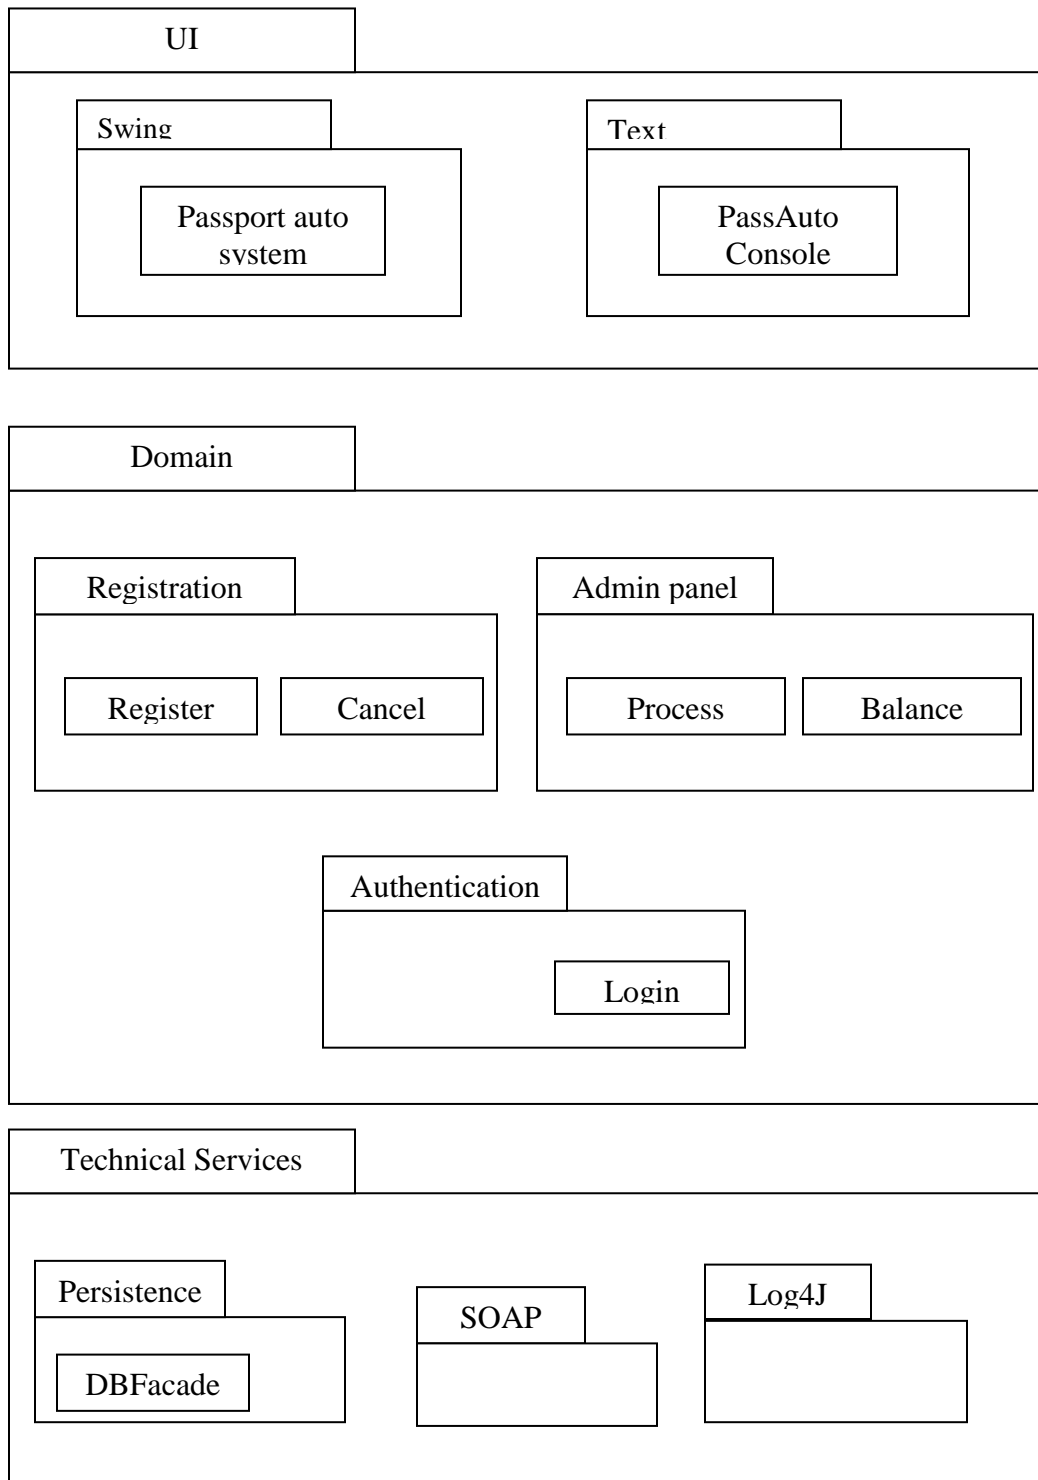 UI
Swing
Text
Passport auto
system
PassAuto
Console
Domain
Registration
Admin panel
Register
Cancel
Process
Balance
Authentication
Login
Technical Services
Persistence
SOAP
Log4J
DBFacade